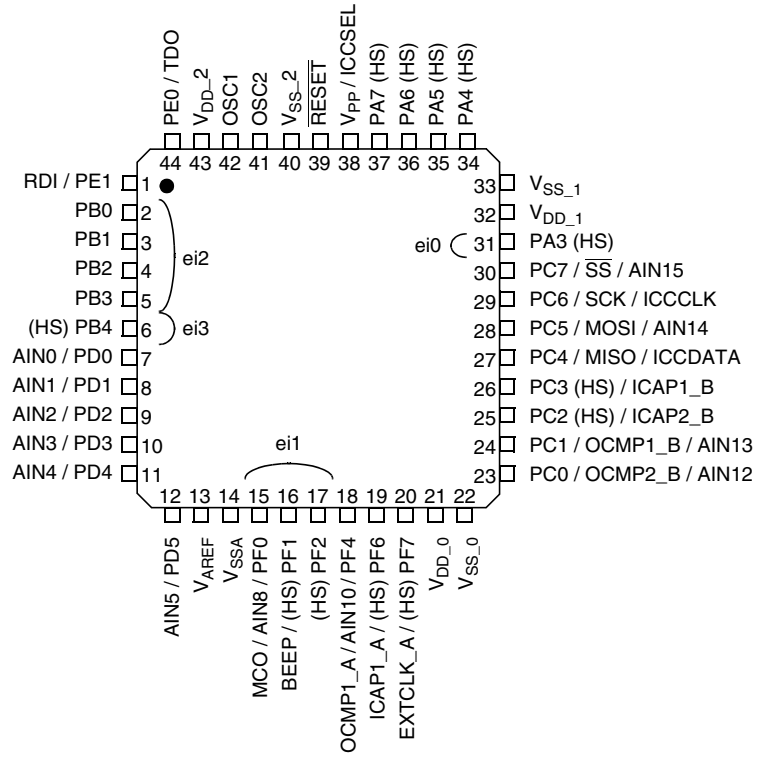 PE0 / TDO
VDD_2
OSC1
OSC2
VSS_2
RESET
VPP / ICCSEL
PA7 (HS)
PA6 (HS)
PA5 (HS)
PA4 (HS)
44 43 42 41 40 39 38 37 36 35 34
RDI / PE1 1
PB0 2
PB1 3
PB2 4
PB3 5
(HS) PB4 6
AIN0 / PD0 7
AIN1 / PD1 8
AIN2 / PD2 9
AIN3 / PD3 10
AIN4 / PD4 11
ei2
ei3
ei0
ei1
33 VSS_1
32 VDD_1
31 PA3 (HS)
30 PC7 / SS / AIN15
29 PC6 / SCK / ICCCLK
28 PC5 / MOSI / AIN14
27 PC4 / MISO / ICCDATA
26 PC3 (HS) / ICAP1_B
25 PC2 (HS) / ICAP2_B
24 PC1 / OCMP1_B / AIN13
23 PC0 / OCMP2_B / AIN12
12 13 14 15 16 17 18 19 20 21 22
AIN5 / PD5
VAREF
VSSA
MCO / AIN8 / PF0
BEEP / (HS) PF1
(HS) PF2
OCMP1_A / AIN10 / PF4
ICAP1_A / (HS) PF6
EXTCLK_A / (HS) PF7
VDD_0
VSS_0